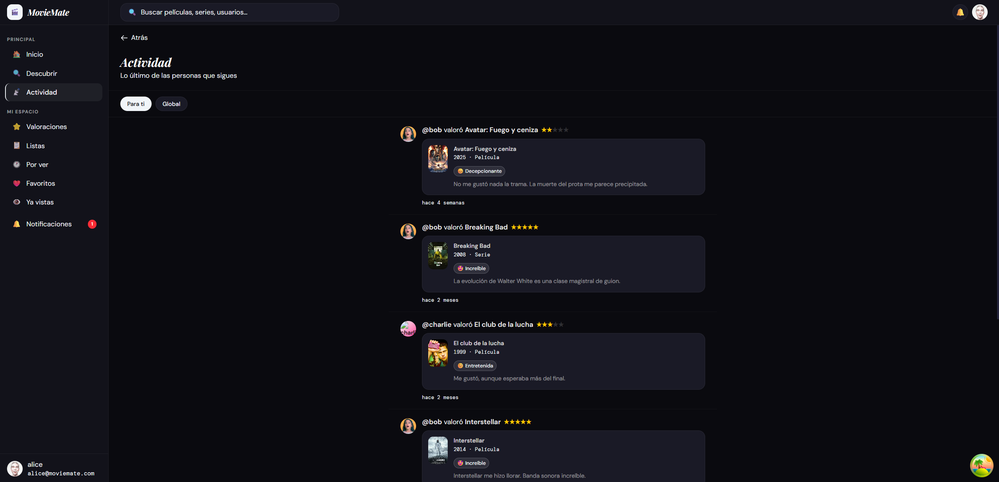 MovieMate
Buscar películas, series, usuarios...
PRINCIPAL
Inicio
Descubrir
Actividad
MI ESPACIO
Valoraciones
Listas
Por ver
Favoritos
Ya vistas
Notificaciones 1
alice
alice@moviemate.com
← Atrás
Actividad
Lo último de las personas que sigues
Para ti
Global
@bob valoró Avatar: Fuego y ceniza ★★★★★
Avatar: Fuego y ceniza
2025 · Película
Decepcionante
No me gustó nada la trama. La muerte del prota me parece precipitada.
hace 4 semanas
@bob valoró Breaking Bad ★★★★★
Breaking Bad
Breaking Bad
2008 · Serie
Increíble
La evolución de Walter White es una clase magistral de guion.
hace 2 meses
charli
@charlie valoró El club de la lucha ★★★★★
El club de la lucha
1999 · Película
Entretenida
Me gustó, aunque esperaba más del final.
hace 2 meses
@bob valoró Interstellar ★★★★★
Interstellar
2014 · Película
Increíble
Interstellar me hizo llorar. Banda sonora increíble.